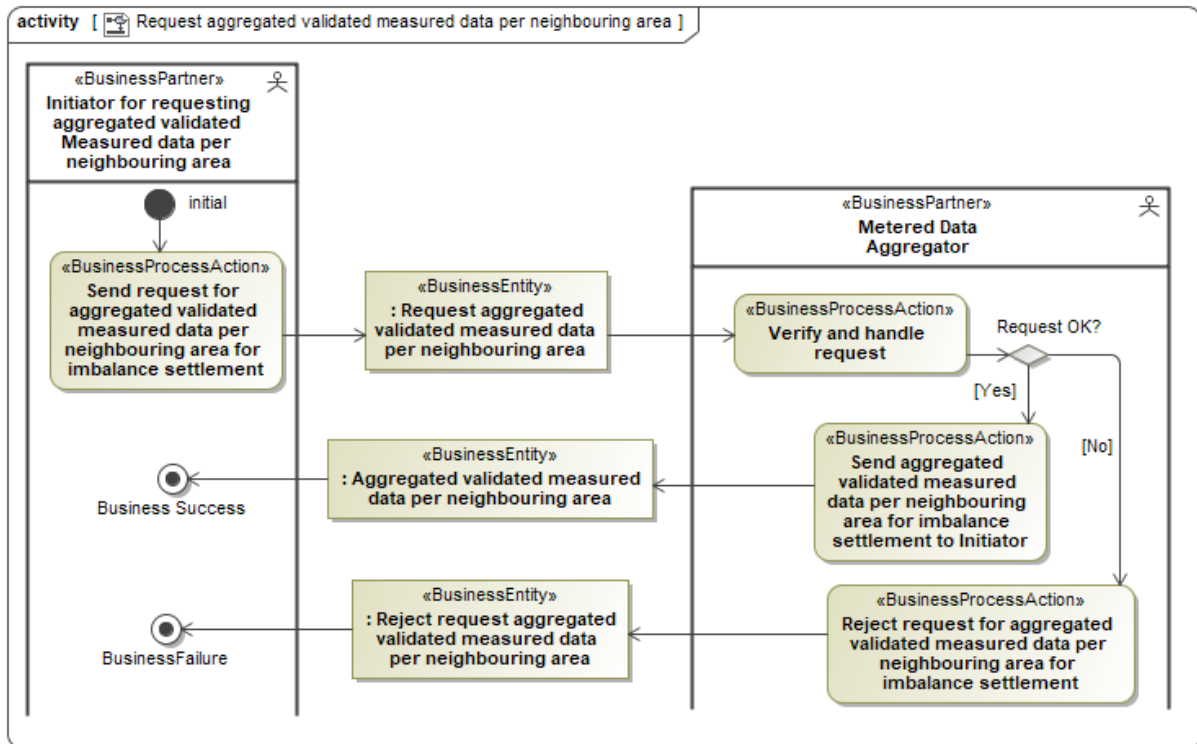 activity [ Request aggregated validated measured data per neighbouring area ]
«BusinessPartner»
Initiator for requesting
aggregated validated
Measured data per
neighbouring area
initial
«BusinessPartner»
Metered Data
Aggregator
«BusinessProcessAction»
Send request for
aggregated validated
measured data per
neighbouring area for
imbalance settlement
«BusinessEntity»
: Request aggregated
validated measured data
per neighbouring area
«BusinessProcessAction»
Verify and handle
request
Request OK?
[Yes]
[No]
«BusinessProcessAction»
Send aggregated
validated measured
data per neighbouring
area for imbalance
settlement to Initiator
«BusinessEntity»
: Aggregated validated measured
data per neighbouring area
Business Success
«BusinessProcessAction»
Reject request for aggregated
validated measured data per
neighbouring area for
imbalance settlement
«BusinessEntity»
: Reject request aggregated
validated measured data
per neighbouring area
BusinessFailure